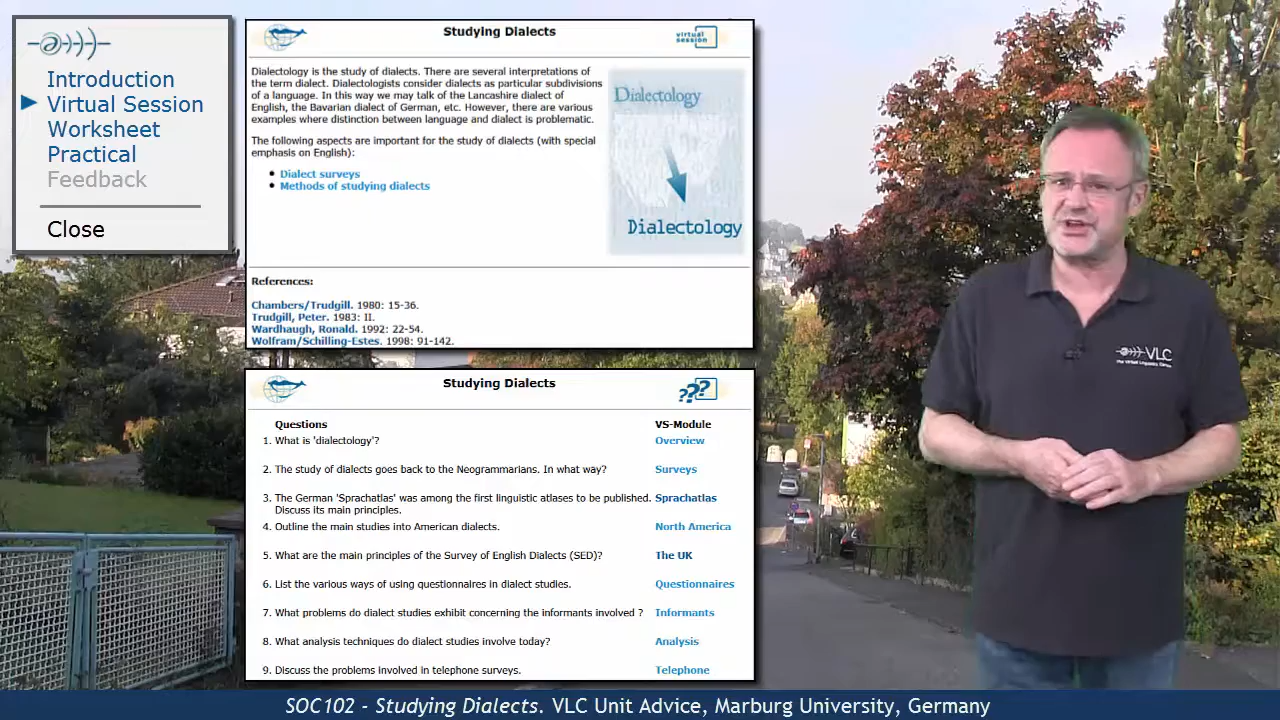 Introduction
Virtual Session
Worksheet
Practical
Feedback
Close
Studying Dialects
virtual
session
Dialectology is the study of dialects. There are several interpretations of
the term dialect. Dialectologists consider dialects as particular subdivisions
of a language. In this way we may talk of the Lancashire dialect of
English, the Bavarian dialect of German, etc. However, there are various
examples where distinction between language and dialect is problematic.
The following aspects are important for the study of dialects (with special
emphasis on English):
• Dialect surveys
• Methods of studying dialects
Dialectology
Dialectology
References:
Chambers/Trudgill. 1980: 15-36.
Trudgill, Peter. 1983: II.
Wardhaugh, Ronald. 1992: 22-54.
Wolfram/Schilling-Estes. 1998: 91-142.
Studying Dialects
???
Questions VS-Module
1. What is 'dialectology'? Overview
2. The study of dialects goes back to the Neogrammarians. In what way? Surveys
3. The German 'Sprachatlas' was among the first linguistic atlases to be published. Sprachatlas
Discuss its main principles.
4. Outline the main studies into American dialects. North America
5. What are the main principles of the Survey of English Dialects (SED)? The UK
6. List the various ways of using questionnaires in dialect studies. Questionnaires
7. What problems do dialect studies exhibit concerning the informants involved ? Informants
8. What analysis techniques do dialect studies involve today? Analysis
9. Discuss the problems involved in telephone surveys. Telephone
VLC
The Virtual Linguistics Campus
SOC102 - Studying Dialects. VLC Unit Advice, Marburg University, Germany